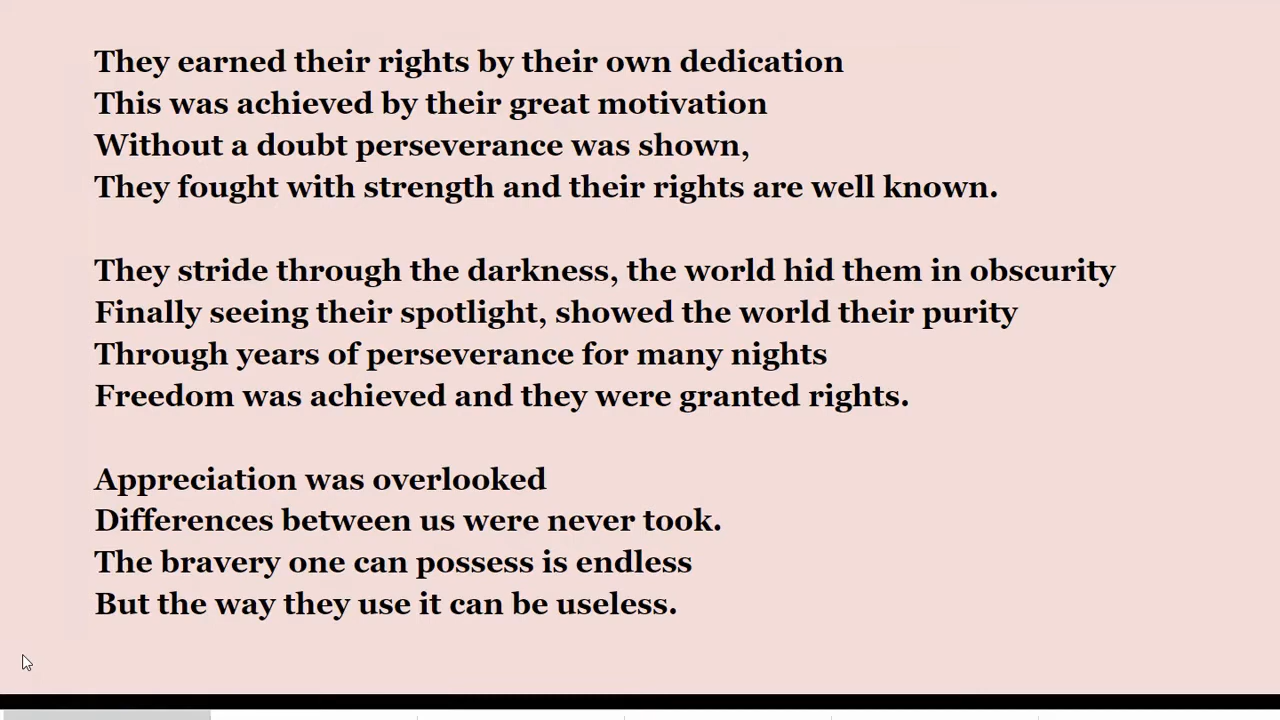 They earned their rights by their own dedication
This was achieved by their great motivation
Without a doubt perseverance was shown,
They fought with strength and their rights are well known.
They stride through the darkness, the world hid them in obscurity
Finally seeing their spotlight, showed the world their purity
Through years of perseverance for many nights
Freedom was achieved and they were granted rights.
Appreciation was overlooked
Differences between us were never took.
The bravery one can possess is endless
But the way they use it can be useless.